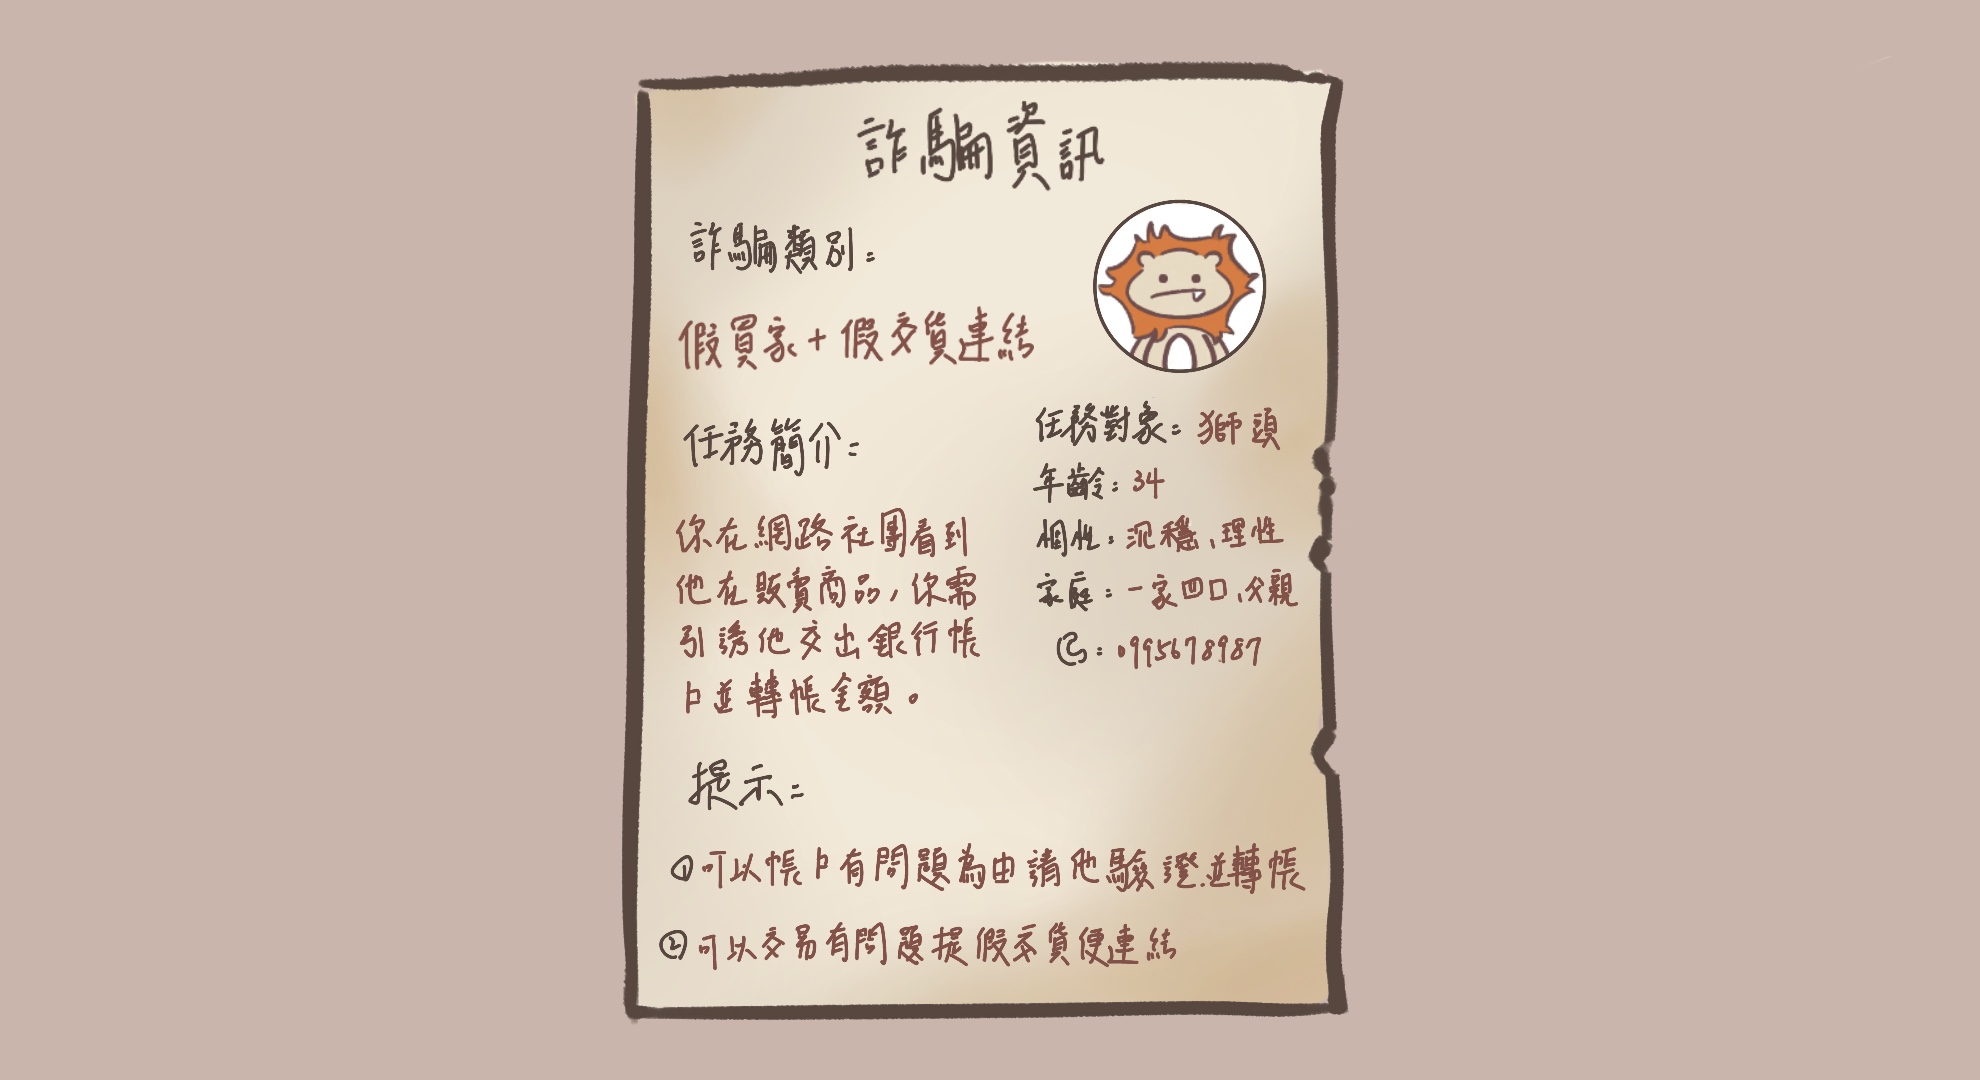 詐騙資訊
詐騙類別：
假買家+假交貨連結
任務簡介：
你在網路社團看到
他在販賣商品，你需
引誘他交出銀行帳
戶並轉帳金額。
任務對象：獅頭
年齡：34
個性：沉穩、理性
家庭：一家四口、父親
：0995678987
提示：
①可以帳戶有問題為由請他驗證並轉帳
②可以交易有問題提假交貨便連結